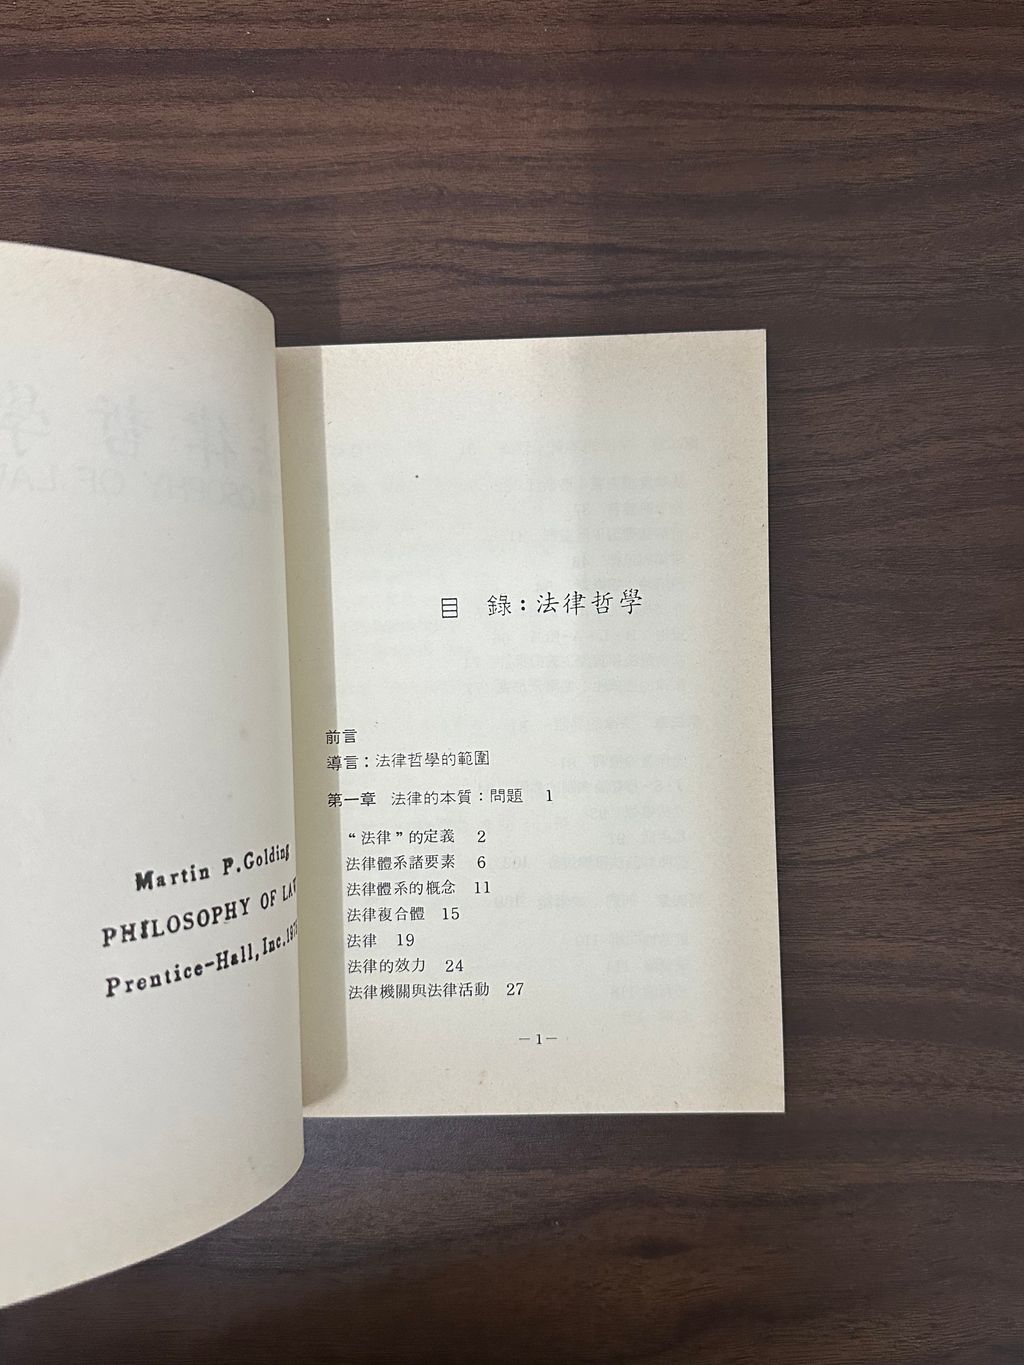 Martin P. Golding
PHILOSOPHY OF LAW
Prentice-Hall, Inc.
目 錄：法律哲學
前言
導言：法律哲學的範圍
第一章 法律的本質：問題 1
“法律”的定義 2
法律體系諸要素 6
法律體系的概念 11
法律複合體 15
法律 19
法律的效力 24
法律機關與法律活動 27
—1—